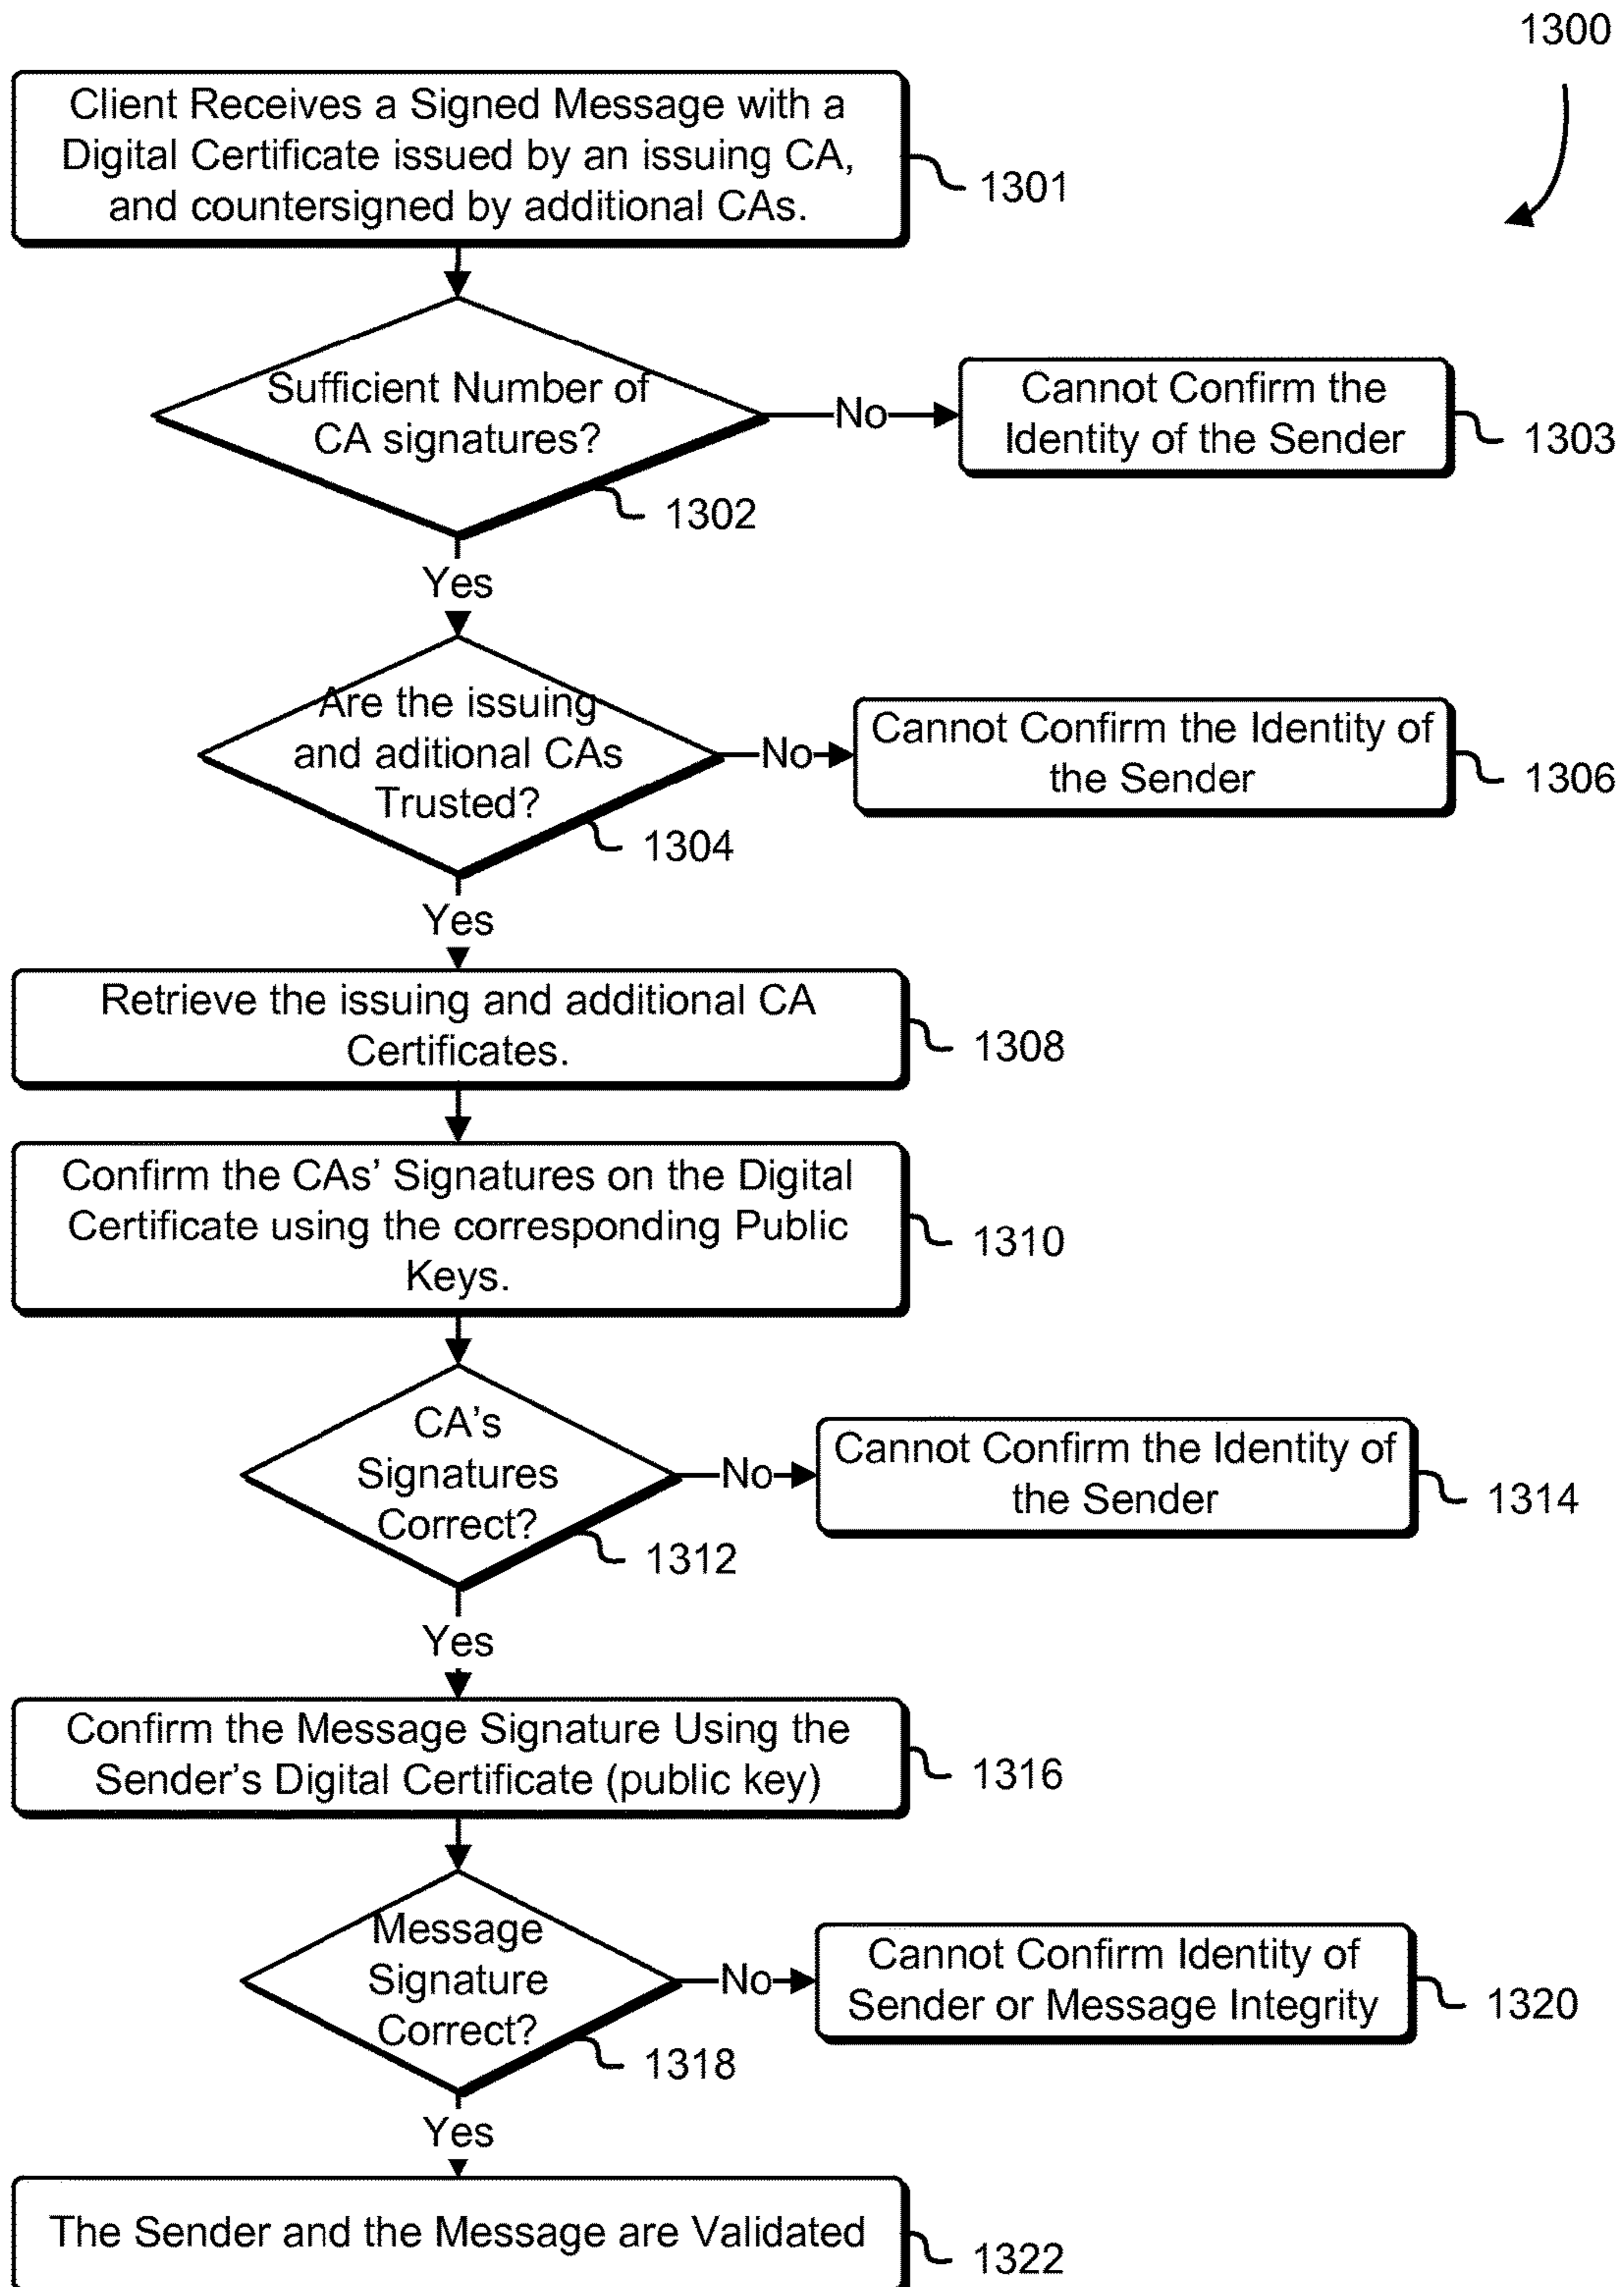 1300
Client Receives a Signed Message with a
Digital Certificate issued by an issuing CA,
and countersigned by additional CAs.
1301
Sufficient Number of
CA signatures?
1302
No
Cannot Confirm the
Identity of the Sender
1303
Yes
Are the issuing
and aditional CAs
Trusted?
1304
No
Cannot Confirm the Identity of
the Sender
1306
Yes
Retrieve the issuing and additional CA
Certificates.
1308
Confirm the CAs’ Signatures on the Digital
Certificate using the corresponding Public
Keys.
1310
CA’s
Signatures
Correct?
1312
No
Cannot Confirm the Identity of
the Sender
1314
Yes
Confirm the Message Signature Using the
Sender’s Digital Certificate (public key)
1316
Message
Signature
Correct?
1318
No
Cannot Confirm Identity of
Sender or Message Integrity
1320
Yes
The Sender and the Message are Validated
1322